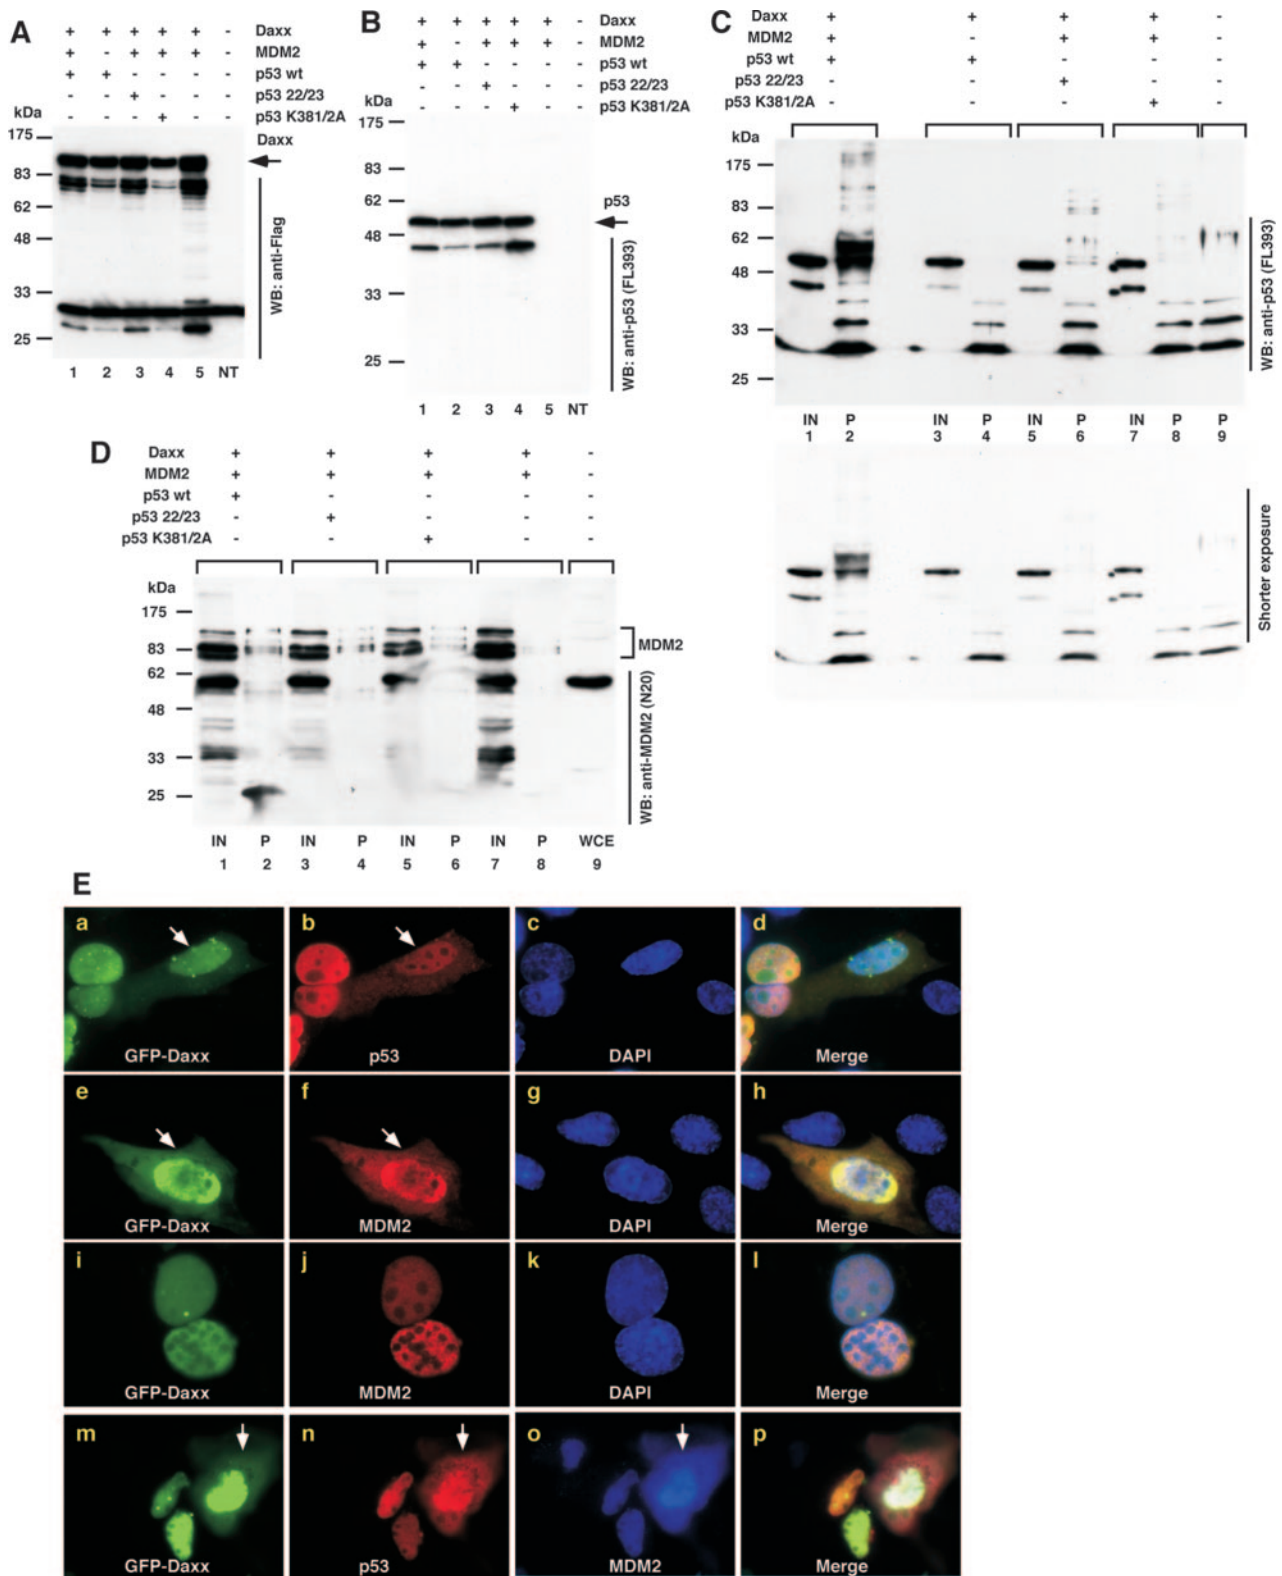 A
+ + + + + - Daxx
+ - + + + - MDM2
+ + - - - - p53 wt
- - + - - - p53 22/23
- - - + - - p53 K381/2A
kDa
Daxx
175
83
62
48
33
25
WB: anti-Flag
1 2 3 4 5 NT
B
+ + + + + - Daxx
+ - + + + - MDM2
+ + - - - - p53 wt
- - + - - - p53 22/23
- - - + - - p53 K381/2A
kDa
175
83
62
48
33
25
p53
WB: anti-p53 (FL393)
1 2 3 4 5 NT
C
Daxx + + + + -
MDM2 + - + + -
p53 wt + + - - -
p53 22/23 - - + - -
p53 K381/2A - - - + -
kDa
175
83
62
48
33
25
WB: anti-p53 (FL393)
IN P IN P IN P IN P P
1 2 3 4 5 6 7 8 9
Shorter exposure
D
Daxx + + + + -
MDM2 + + + + -
p53 wt + - - - -
p53 22/23 - + - - -
p53 K381/2A - - + - -
kDa
175
83
62
48
33
25
MDM2
WB: anti-MDM2 (N20)
IN P IN P IN P IN P WCE
1 2 3 4 5 6 7 8 9
E
a b c d
GFP-Daxx p53 DAPI Merge
e f g h
GFP-Daxx MDM2 DAPI Merge
i j k l
GFP-Daxx MDM2 DAPI Merge
m n o p
GFP-Daxx p53 MDM2 Merge